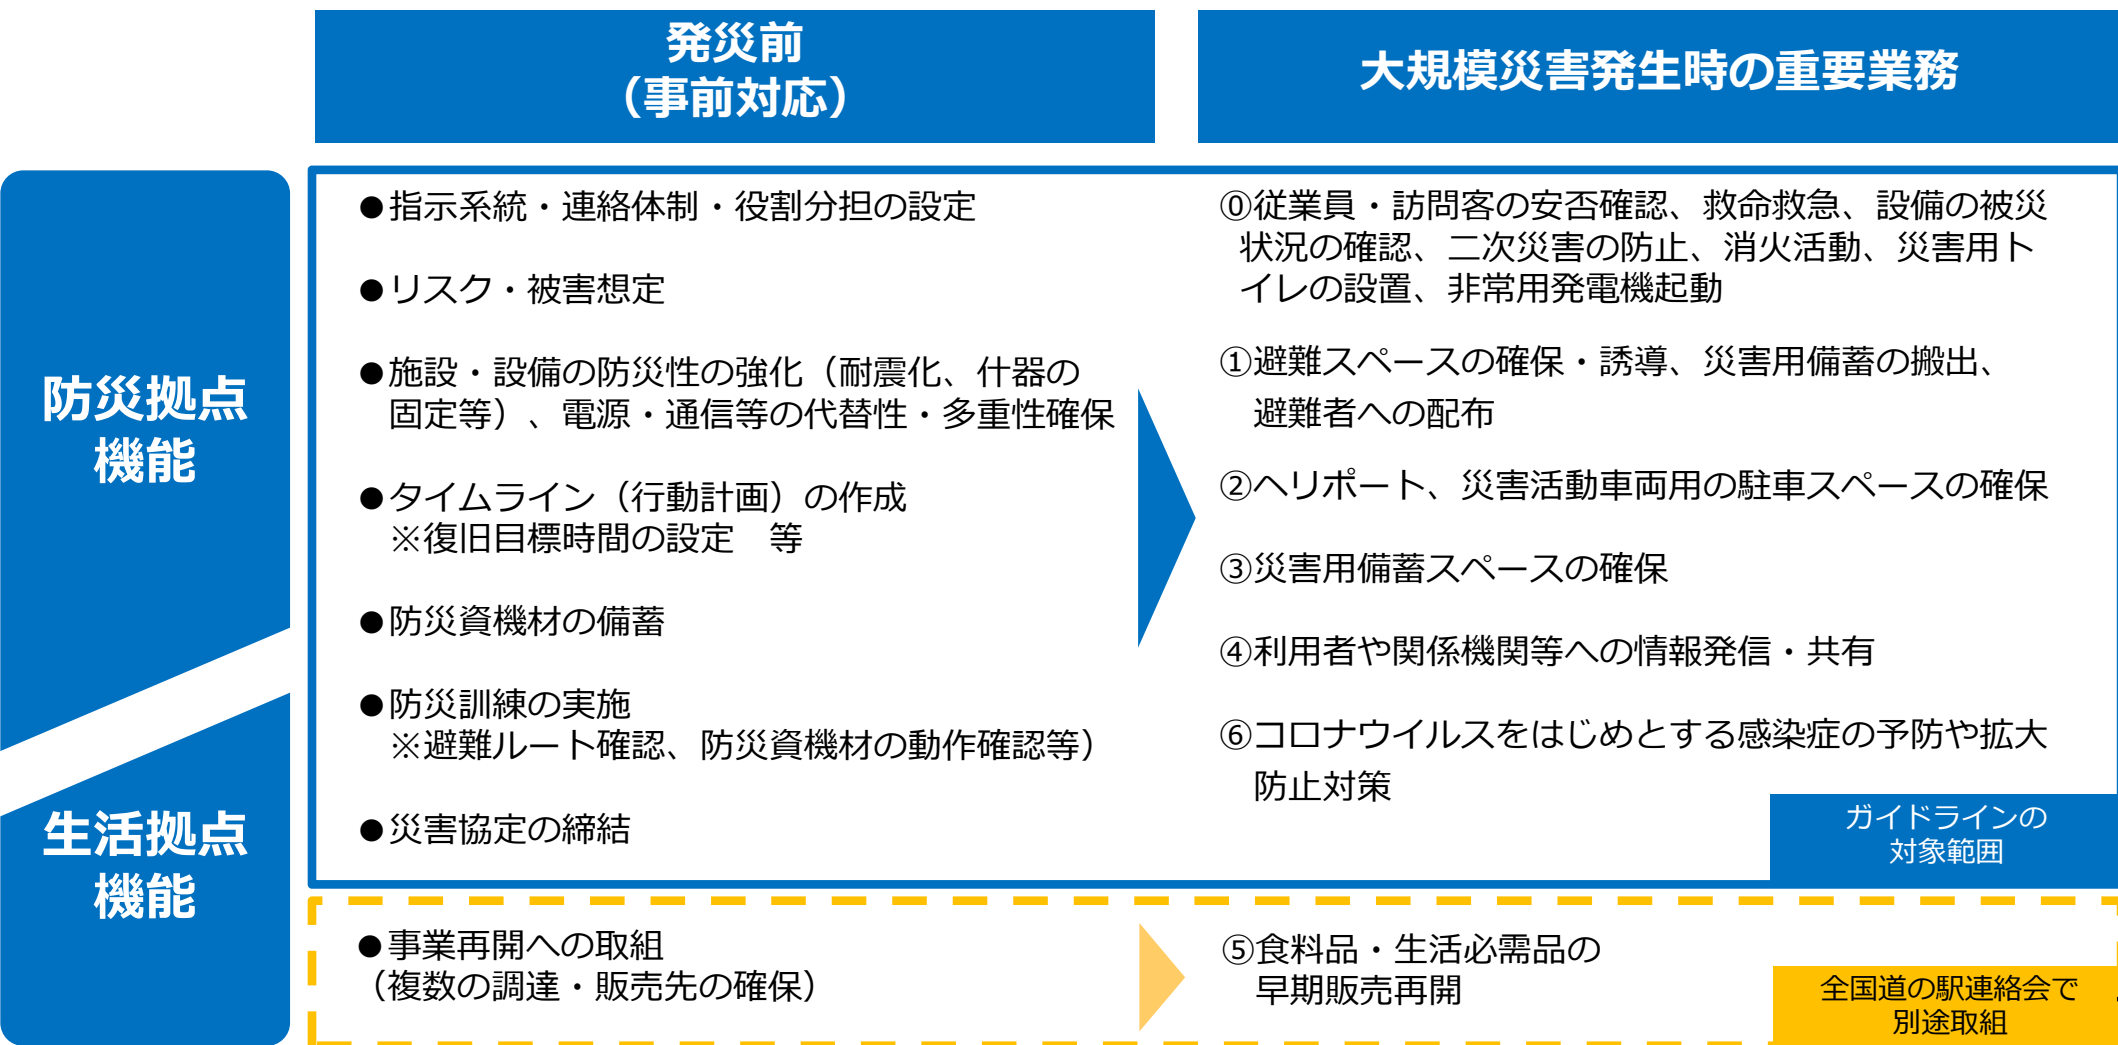 発災前
（事前対応）
大規模災害発生時の重要業務
防災拠点
機能
●指示系統・連絡体制・役割分担の設定
●リスク・被害想定
●施設・設備の防災性の強化（耐震化、什器の
固定等）、電源・通信等の代替性・多重性確保
●タイムライン（行動計画）の作成
※復旧目標時間の設定　等
●防災資機材の備蓄
●防災訓練の実施
※避難ルート確認、防災資機材の動作確認等）
●災害協定の締結
⓪従業員・訪問客の安否確認、救命救急、設備の被災
状況の確認、二次災害の防止、消火活動、災害用ト
イレの設置、非常用発電機起動
①避難スペースの確保・誘導、災害用備蓄の搬出、
避難者への配布
②ヘリポート、災害活動車両用の駐車スペースの確保
③災害用備蓄スペースの確保
④利用者や関係機関等への情報発信・共有
⑥コロナウイルスをはじめとする感染症の予防や拡大
防止対策
ガイドラインの
対象範囲
生活拠点
機能
●事業再開への取組
（複数の調達・販売先の確保）
⑤食料品・生活必需品の
早期販売再開
全国道の駅連絡会で
別途取組